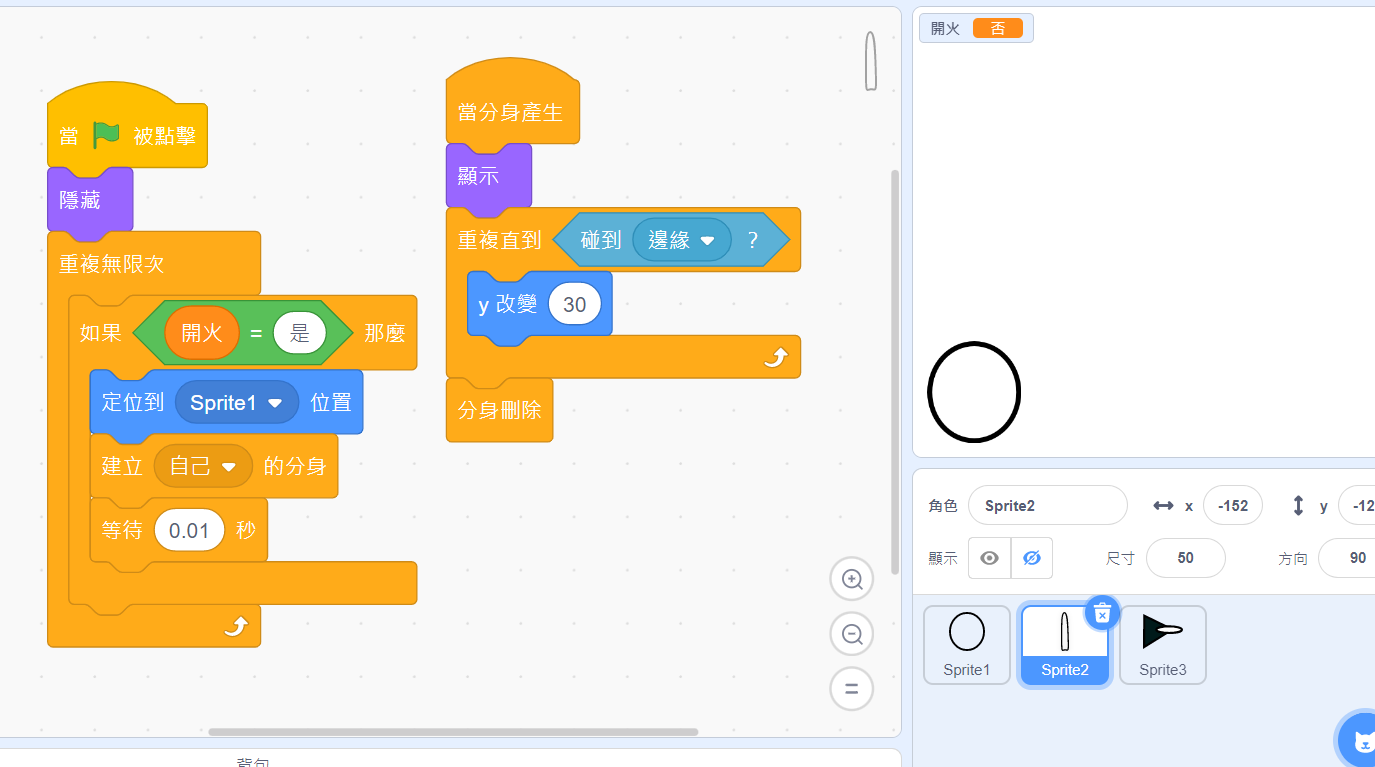 當 被點擊
隱藏
重複無限次
如果 開火 = 是 那麼
定位到 Sprite1 位置
建立 自己 的分身
等待 0.01 秒
當分身產生
顯示
重複直到 碰到 邊緣 ?
y 改變 30
分身刪除
背包
開火 否
角色 Sprite2 x -152 y -12
顯示 尺寸 50 方向 90
Sprite1 Sprite2 Sprite3